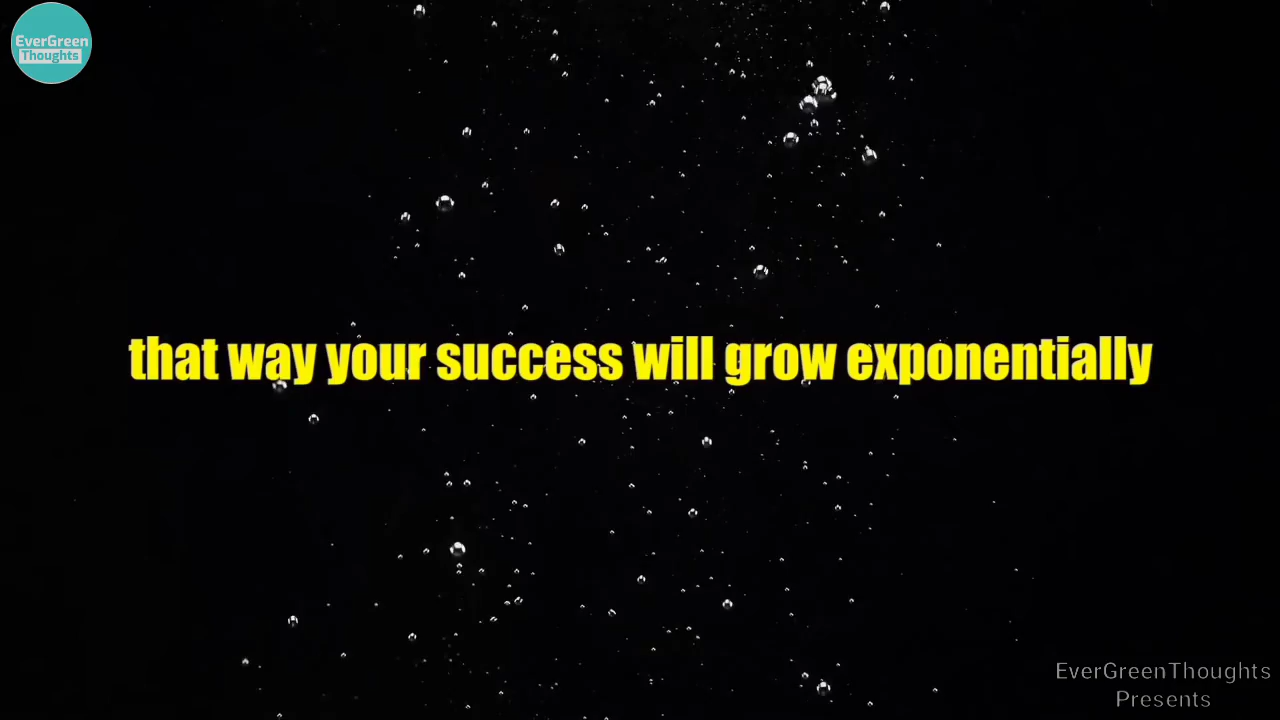 EverGreen
Thoughts
that way your success will grow exponentially
EverGreenThoughts
Presents